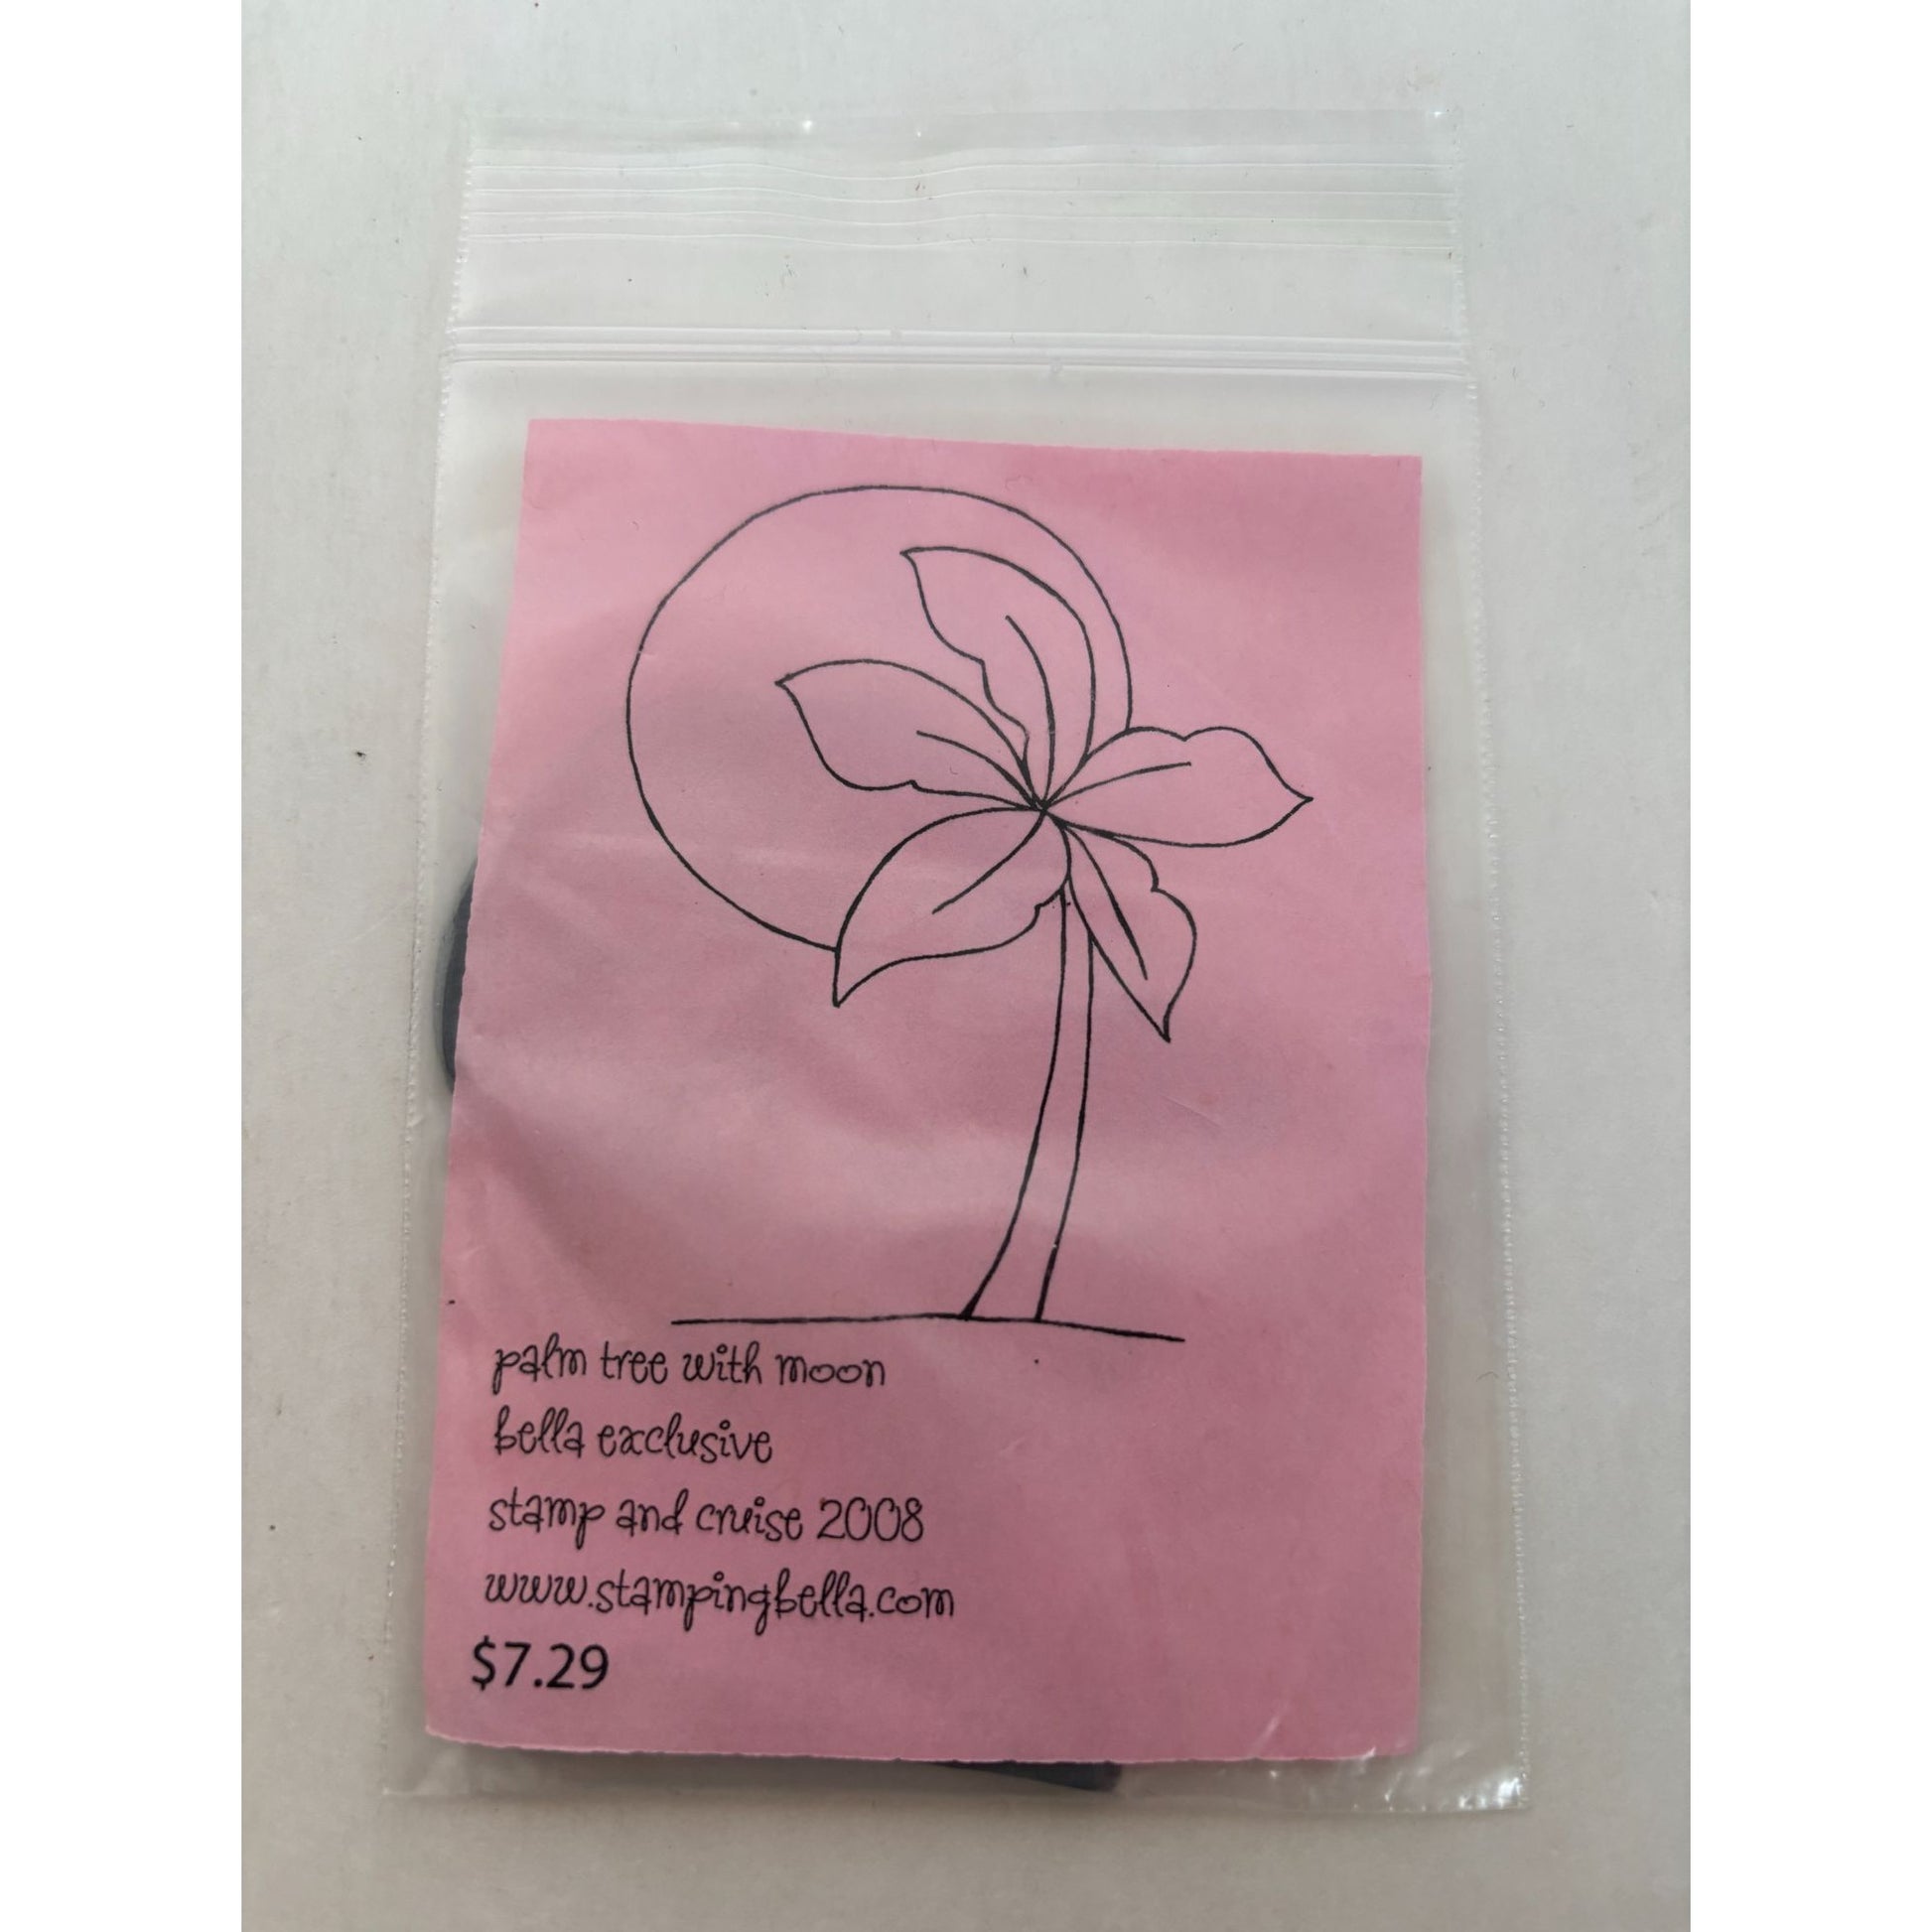 palm tree with moon
bella exclusive
stamp and cruise 2008
www.stampingbella.com
$7.29